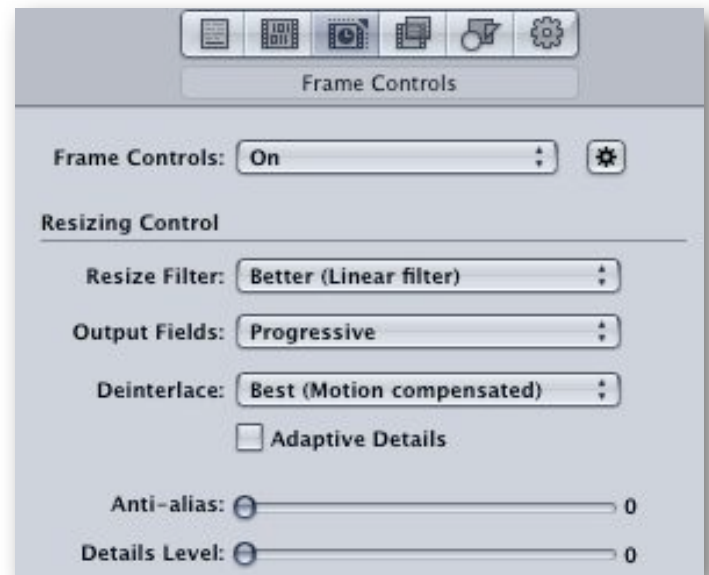 Frame Controls
Frame Controls: On
Resizing Control
Resize Filter: Better (Linear filter)
Output Fields: Progressive
Deinterlace: Best (Motion compensated)
Adaptive Details
Anti-alias: 0
Details Level: 0